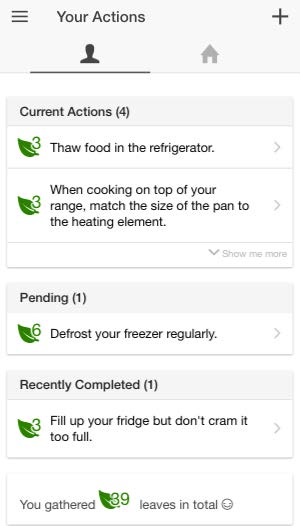 Your Actions
Current Actions (4)
3 Thaw food in the refrigerator.
3 When cooking on top of your
range, match the size of the pan to
the heating element.
Show me more
Pending (1)
6 Defrost your freezer regularly.
Recently Completed (1)
3 Fill up your fridge but don't cram it
too full.
You gathered 39 leaves in total